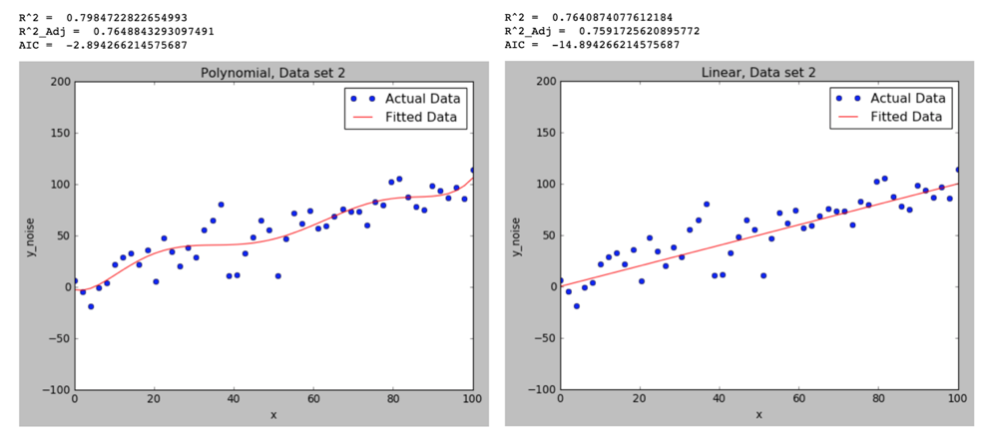 R^2 = 0.7984722822654993
R^2_Adj = 0.7648843293097491
AIC = -2.894266214575687
Polynomial, Data set 2
200
150
100
50
0
−50
−100
y_noise
Actual Data
Fitted Data
0 20 40 60 80 100
x
R^2 = 0.7640874077612184
R^2_Adj = 0.7591725620895772
AIC = -14.894266214575687
Linear, Data set 2
200
150
100
50
0
−50
−100
y_noise
Actual Data
Fitted Data
0 20 40 60 80 100
x